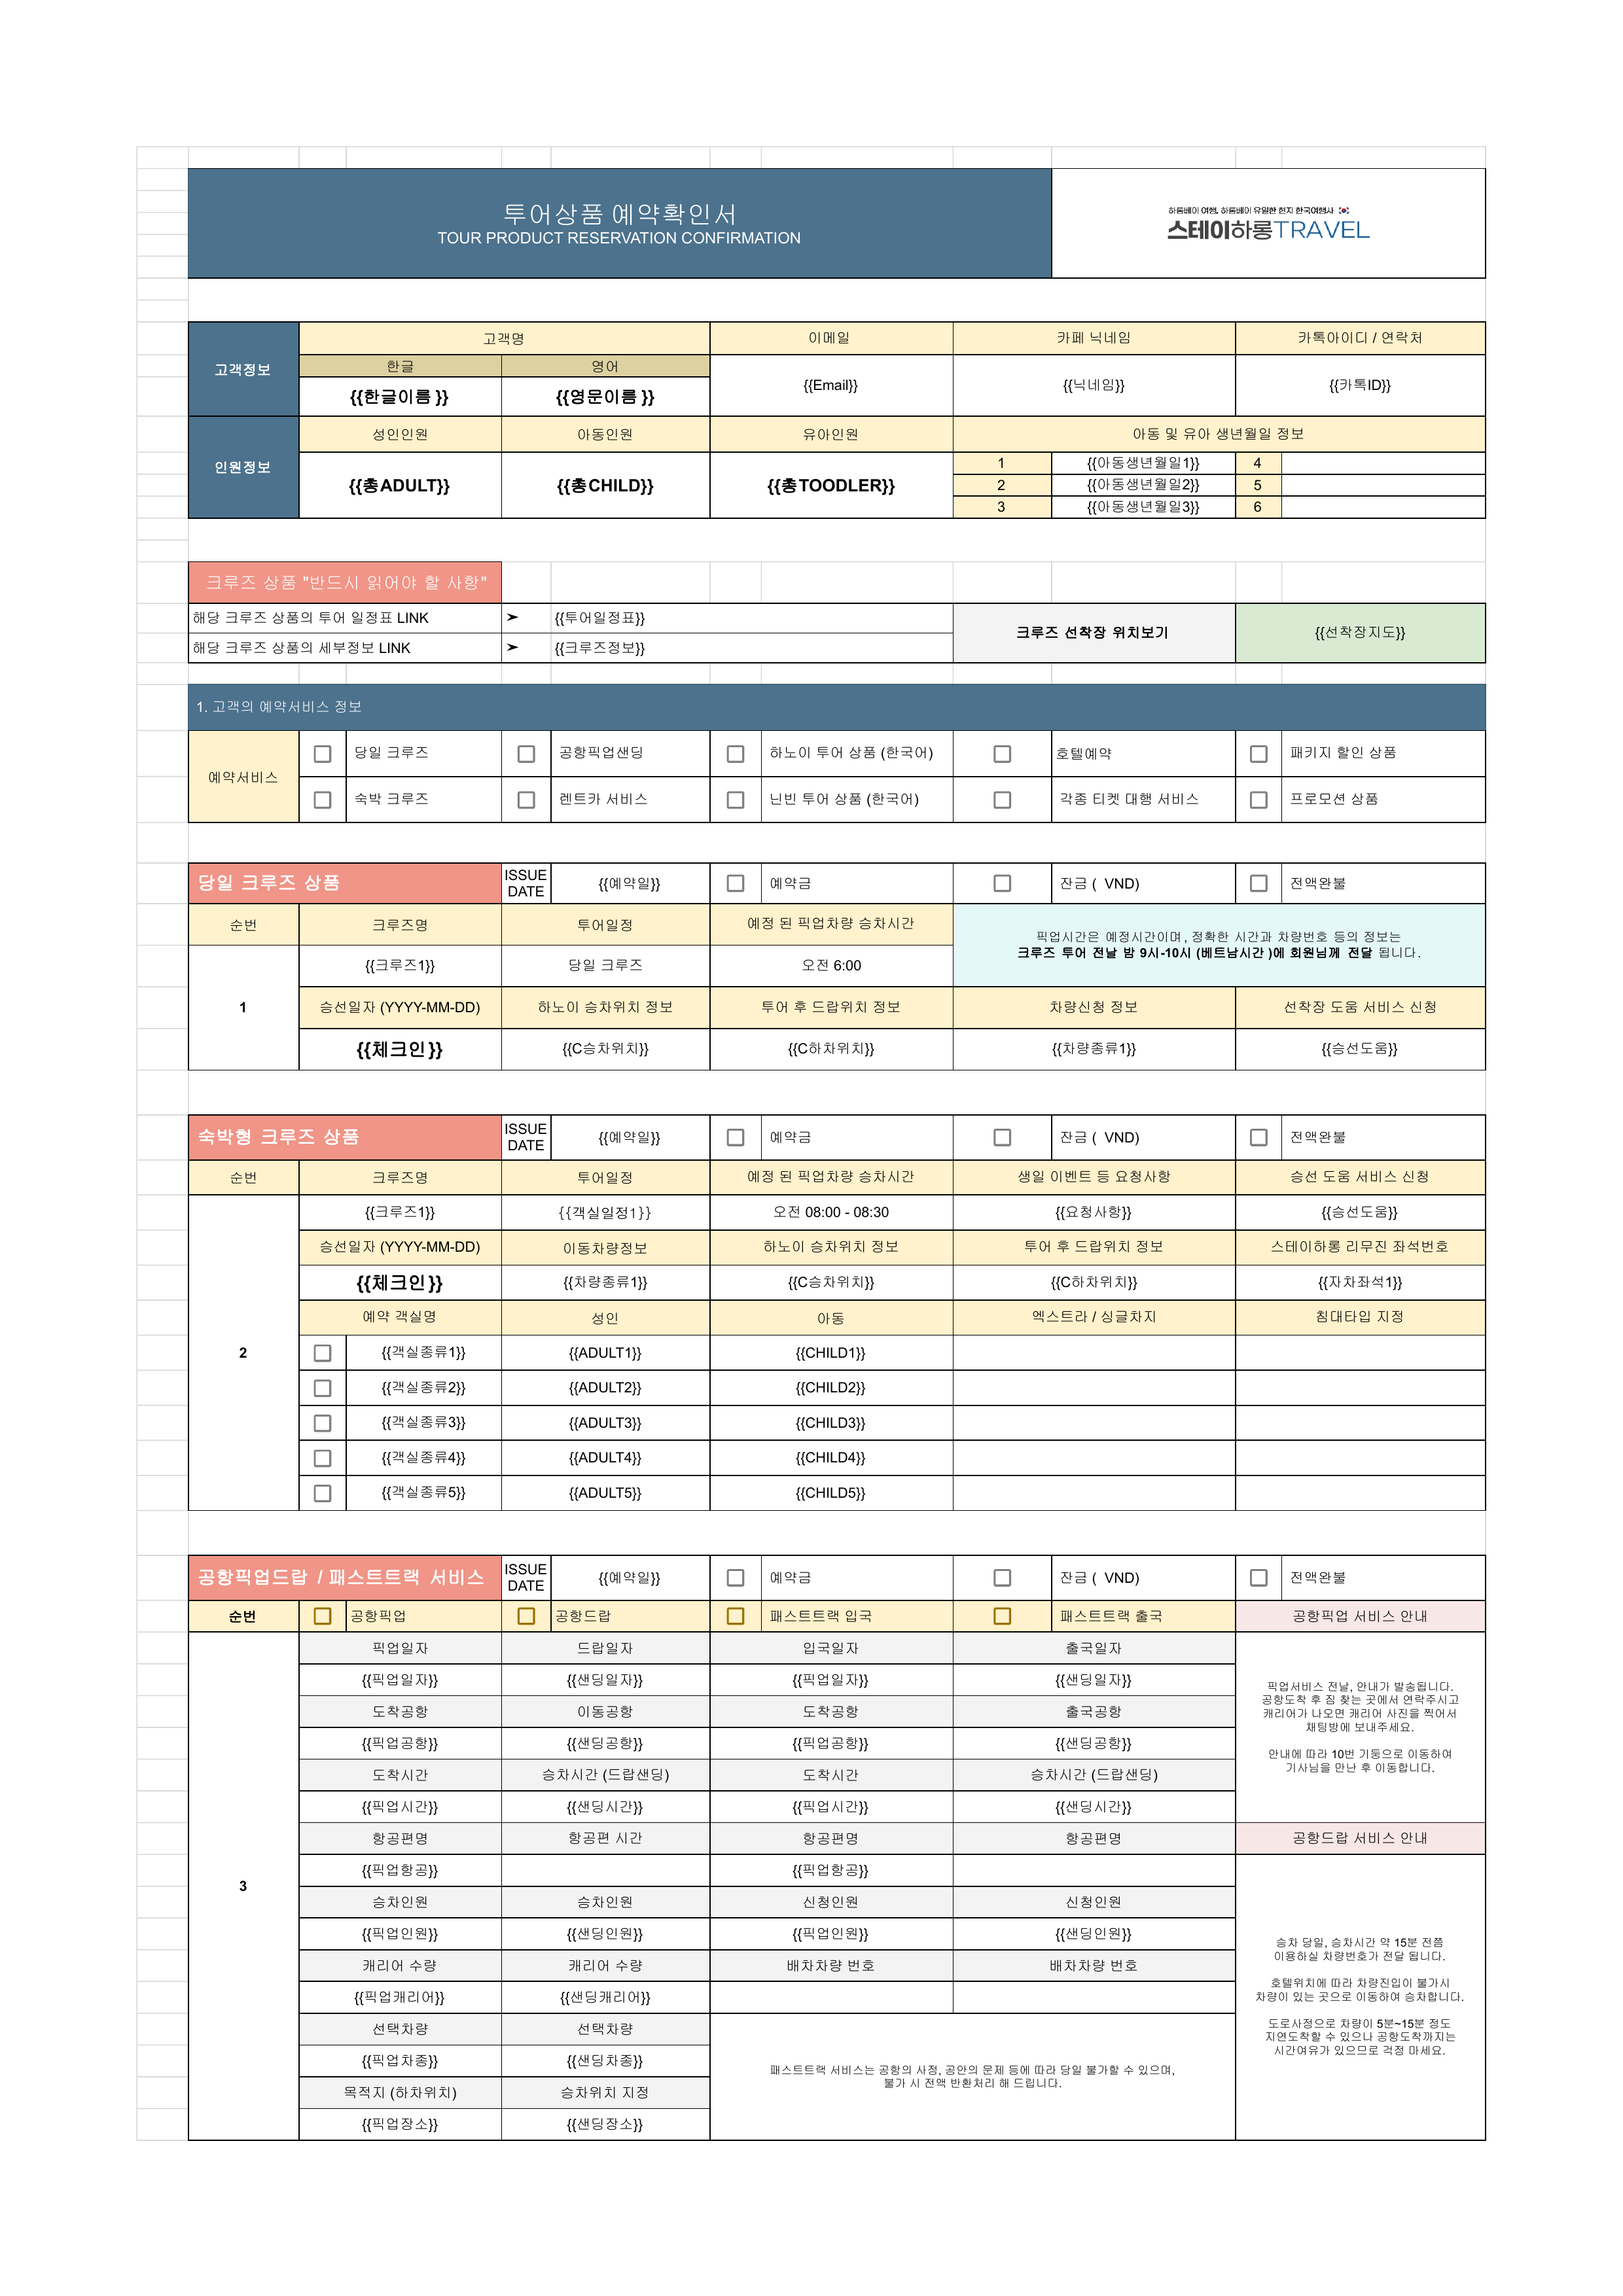 투어상품 예약확인서
TOUR PRODUCT RESERVATION CONFIRMATION
하롱베이 여행, 하롱베이 유일한 현지 한국여행사
스테이하롱TRAVEL
고객정보
고객명
이메일
카페 닉네임
카톡아이디 / 연락처
한글
영어
{{한글이름 }}
{{영문이름 }}
{{Email}}
{{닉네임}}
{{카톡ID}}
인원정보
성인인원
아동인원
유아인원
아동 및 유아 생년월일 정보
{{총ADULT}}
{{총CHILD}}
{{총TOODLER}}
1 {{아동생년월일1}} 4
2 {{아동생년월일2}} 5
3 {{아동생년월일3}} 6
크루즈 상품 "반드시 읽어야 할 사항"
해당 크루즈 상품의 투어 일정표 LINK ➤ {{투어일정표}}
해당 크루즈 상품의 세부정보 LINK ➤ {{크루즈정보}}
크루즈 선착장 위치보기
{{선착장지도}}
1. 고객의 예약서비스 정보
예약서비스
당일 크루즈 공항픽업샌딩 하노이 투어 상품 (한국어) 호텔예약 패키지 할인 상품
숙박 크루즈 렌트카 서비스 닌빈 투어 상품 (한국어) 각종 티켓 대행 서비스 프로모션 상품
당일 크루즈 상품 ISSUE DATE {{예약일}} 예약금 잔금 ( VND) 전액완불
순번 크루즈명 투어일정 예정 된 픽업차량 승차시간
픽업시간은 예정시간이며, 정확한 시간과 차량번호 등의 정보는
크루즈 투어 전날 밤 9시-10시 (베트남시간 )에 회원님께 전달 됩니다.
{{크루즈1}} 당일 크루즈 오전 6:00
1
승선일자 (YYYY-MM-DD) 하노이 승차위치 정보 투어 후 드랍위치 정보 차량신청 정보 선착장 도움 서비스 신청
{{체크인}} {{C승차위치}} {{C하차위치}} {{차량종류1}} {{승선도움}}
숙박형 크루즈 상품 ISSUE DATE {{예약일}} 예약금 잔금 ( VND) 전액완불
순번 크루즈명 투어일정 예정 된 픽업차량 승차시간 생일 이벤트 등 요청사항 승선 도움 서비스 신청
{{크루즈1}} {{객실일정1}} 오전 08:00 - 08:30 {{요청사항}} {{승선도움}}
승선일자 (YYYY-MM-DD) 이동차량정보 하노이 승차위치 정보 투어 후 드랍위치 정보 스테이하롱 리무진 좌석번호
{{체크인}} {{차량종류1}} {{C승차위치}} {{C하차위치}} {{자차좌석1}}
예약 객실명 성인 아동 엑스트라 / 싱글차지 침대타입 지정
2
{{객실종류1}} {{ADULT1}} {{CHILD1}}
{{객실종류2}} {{ADULT2}} {{CHILD2}}
{{객실종류3}} {{ADULT3}} {{CHILD3}}
{{객실종류4}} {{ADULT4}} {{CHILD4}}
{{객실종류5}} {{ADULT5}} {{CHILD5}}
공항픽업드랍 / 패스트트랙 서비스 ISSUE DATE {{예약일}} 예약금 잔금 ( VND) 전액완불
순번 공항픽업 공항드랍 패스트트랙 입국 패스트트랙 출국 공항픽업 서비스 안내
픽업일자 드랍일자 입국일자 출국일자
{{픽업일자}} {{샌딩일자}} {{픽업일자}} {{샌딩일자}}
도착공항 이동공항 도착공항 출국공항
{{픽업공항}} {{샌딩공항}} {{픽업공항}} {{샌딩공항}}
도착시간 승차시간 (드랍샌딩) 도착시간 승차시간 (드랍샌딩)
{{픽업시간}} {{샌딩시간}} {{픽업시간}} {{샌딩시간}}
픽업서비스 전날, 안내가 발송됩니다.
공항도착 후 짐 찾는 곳에서 연락주시고
캐리어가 나오면 캐리어 사진을 찍어서
채팅방에 보내주세요.
안내에 따라 10번 기둥으로 이동하여
기사님을 만난 후 이동합니다.
항공편명 항공편 시간 항공편명 항공편명 공항드랍 서비스 안내
{{픽업항공}} {{픽업항공}}
3
승차인원 승차인원 신청인원 신청인원
{{픽업인원}} {{샌딩인원}} {{픽업인원}} {{샌딩인원}}
캐리어 수량 캐리어 수량 배차차량 번호 배차차량 번호
{{픽업캐리어}} {{샌딩캐리어}}
선택차량 선택차량
{{픽업차종}} {{샌딩차종}}
목적지 (하차위치) 승차위치 지정
{{픽업장소}} {{샌딩장소}}
패스트트랙 서비스는 공항의 사정, 공안의 문제 등에 따라 당일 불가할 수 있으며,
불가 시 전액 반환처리 해 드립니다.
승차 당일, 승차시간 약 15분 전쯤
이용하실 차량번호가 전달 됩니다.
호텔위치에 따라 차량진입이 불가시
차량이 있는 곳으로 이동하여 승차합니다.
도로사정으로 차량이 5분~15분 정도
지연도착할 수 있으나 공항도착까지는
시간여유가 있으므로 걱정 마세요.